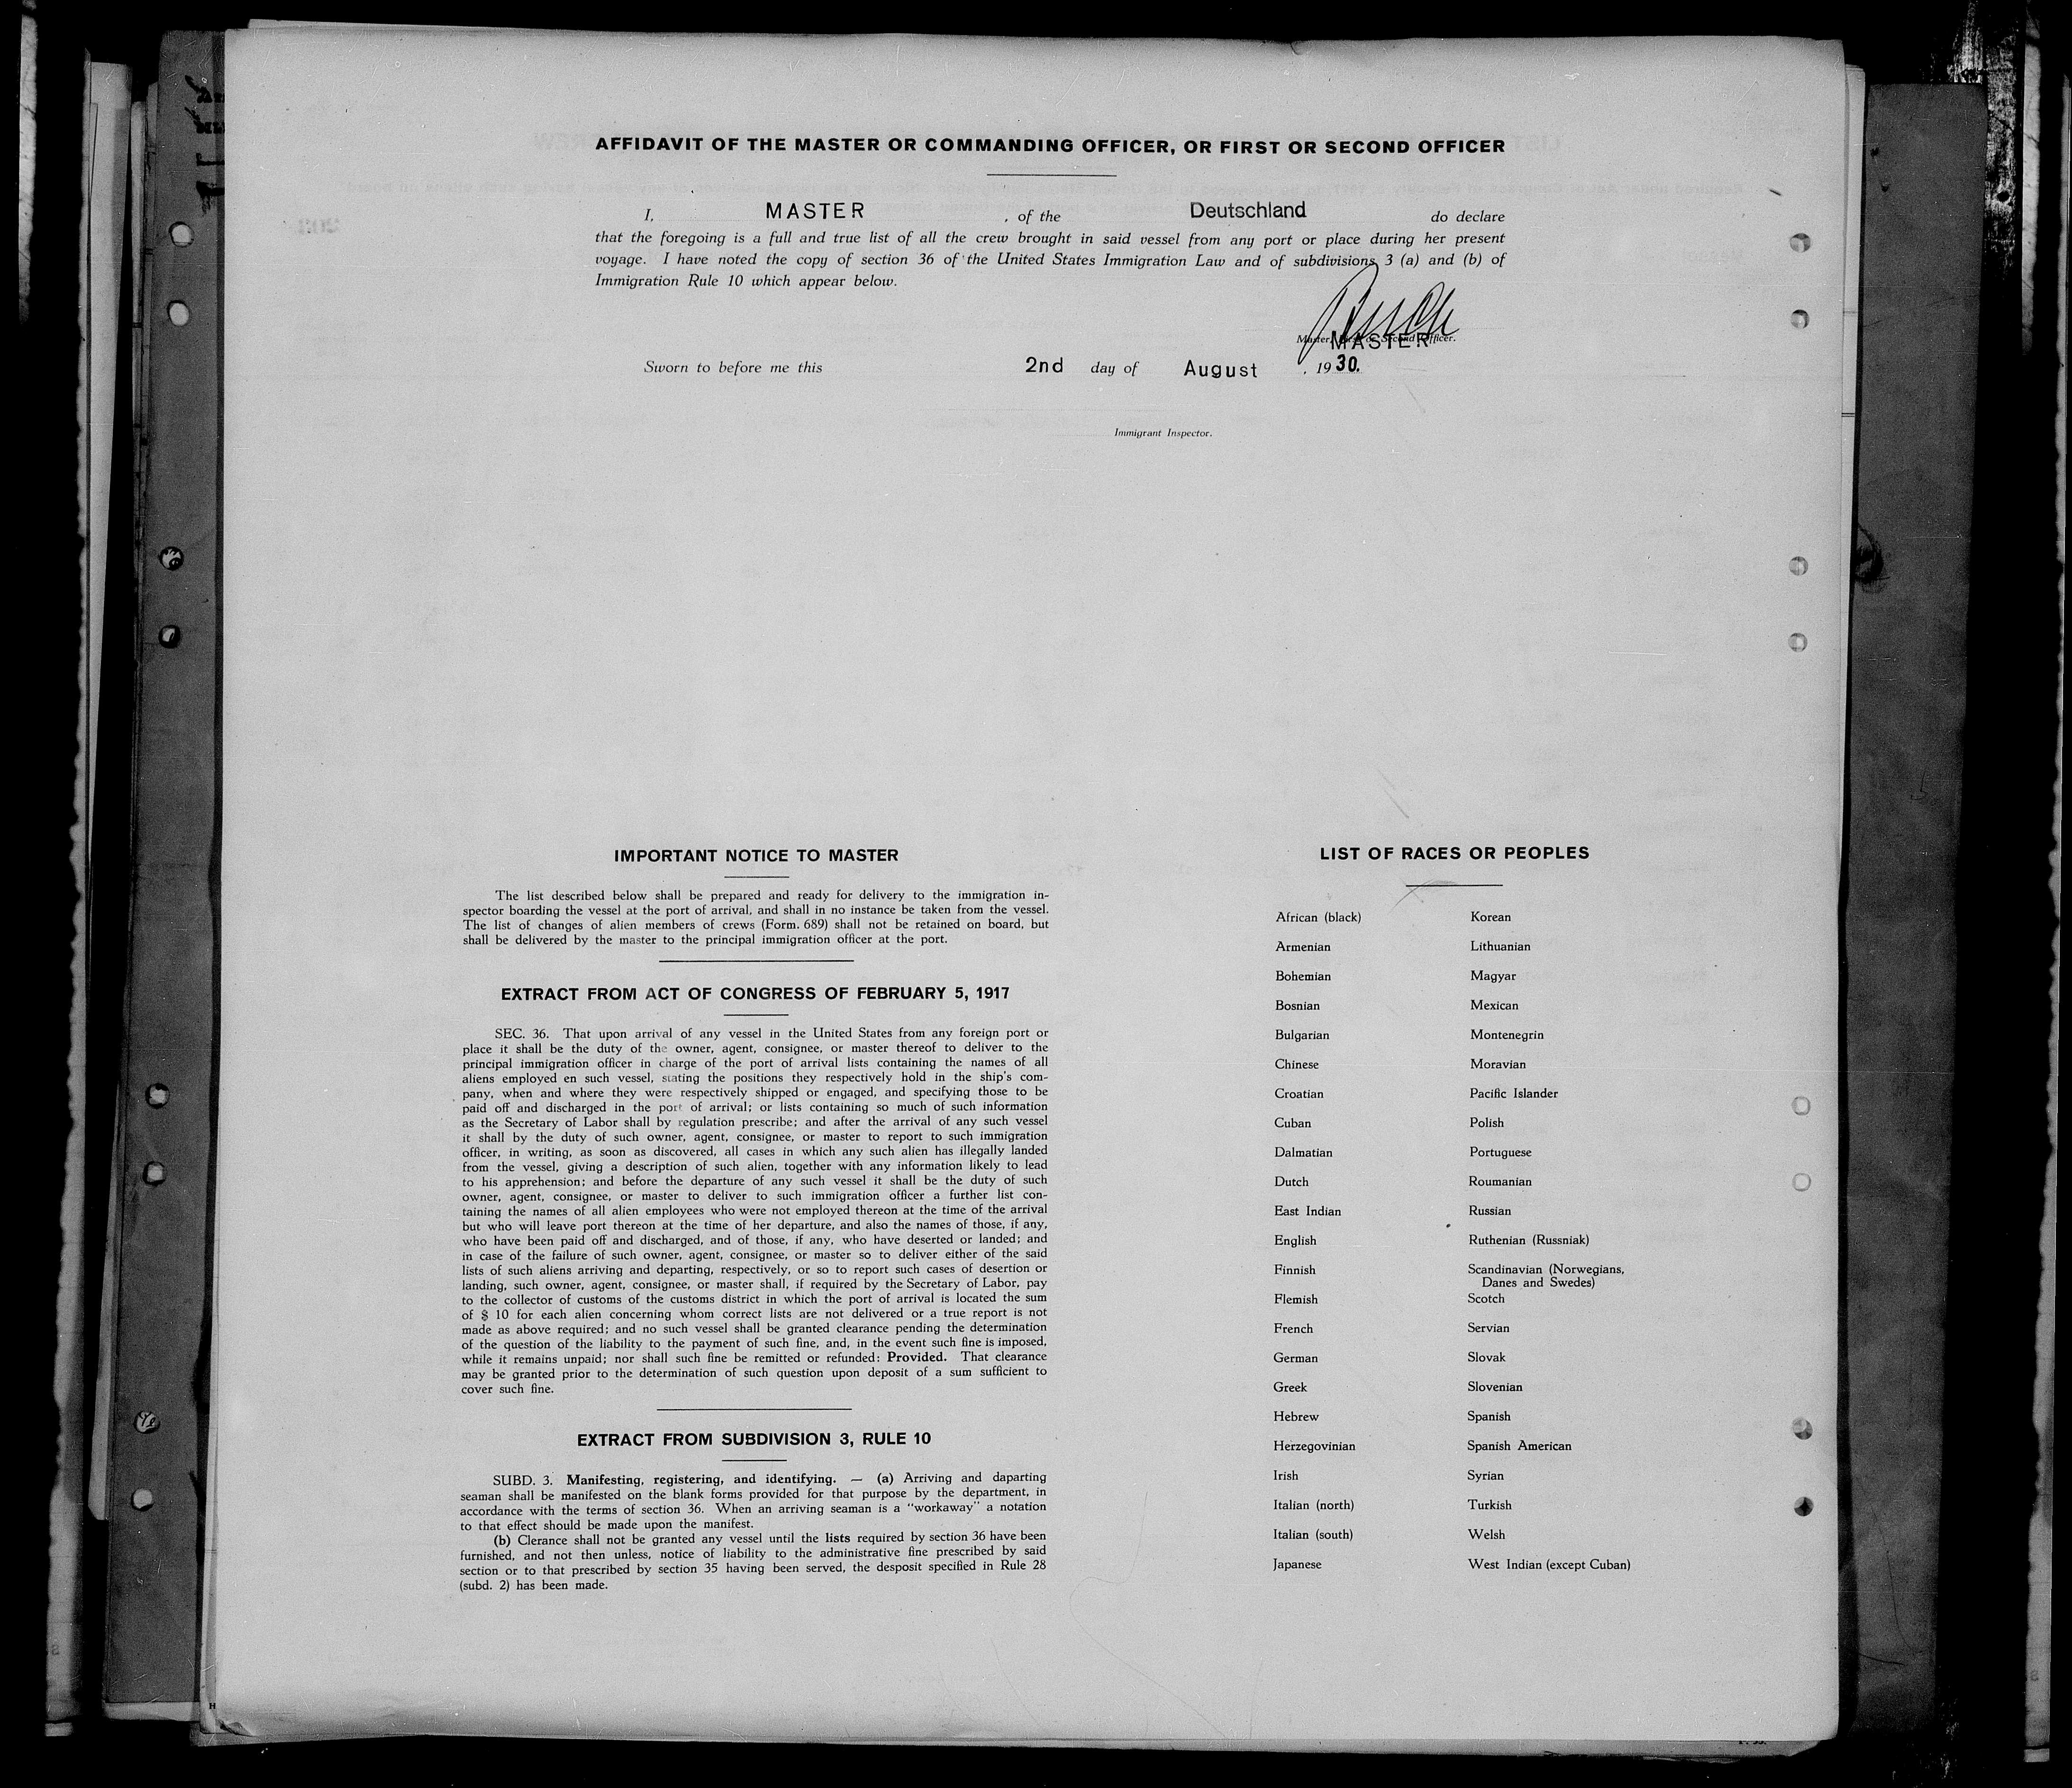 AFFIDAVIT OF THE MASTER OR COMMANDING OFFICER, OR FIRST OR SECOND OFFICER
I, MASTER , of the Deutschland do declare
that the foregoing is a full and true list of all the crew brought in said vessel from any port or place during her present
voyage. I have noted the copy of section 36 of the United States Immigration Law and of subdivisions 3 (a) and (b) of
Immigration Rule 10 which appear below.
MASTER
Master, First or Second Officer.
Sworn to before me this 2nd day of August , 1930.
Immigrant Inspector.
IMPORTANT NOTICE TO MASTER
The list described below shall be prepared and ready for delivery to the immigration in-
spector boarding the vessel at the port of arrival, and shall in no instance be taken from the vessel.
The list of changes of alien members of crews (Form. 689) shall not be retained on board, but
shall be delivered by the master to the principal immigration officer at the port.
EXTRACT FROM ACT OF CONGRESS OF FEBRUARY 5, 1917
SEC. 36. That upon arrival of any vessel in the United States from any foreign port or
place it shall be the duty of the owner, agent, consignee, or master thereof to deliver to the
principal immigration officer in charge of the port of arrival lists containing the names of all
aliens employed en such vessel, stating the positions they respectively hold in the ship's com-
pany, when and where they were respectively shipped or engaged, and specifying those to be
paid off and discharged in the port of arrival; or lists containing so much of such information
as the Secretary of Labor shall by regulation prescribe; and after the arrival of any such vessel
it shall by the duty of such owner, agent, consignee, or master to report to such immigration
officer, in writing, as soon as discovered, all cases in which any such alien has illegally landed
from the vessel, giving a description of such alien, together with any information likely to lead
to his apprehension; and before the departure of any such vessel it shall be the duty of such
owner, agent, consignee, or master to deliver to such immigration officer a further list con-
taining the names of all alien employees who were not employed thereon at the time of the arrival
but who will leave port thereon at the time of her departure, and also the names of those, if any,
who have been paid off and discharged, and of those, if any, who have deserted or landed; and
in case of the failure of such owner, agent, consignee, or master so to deliver either of the said
lists of such aliens arriving and departing, respectively, or so to report such cases of desertion or
landing, such owner, agent, consignee, or master shall, if required by the Secretary of Labor, pay
to the collector of customs of the customs district in which the port of arrival is located the sum
of $ 10 for each alien concerning whom correct lists are not delivered or a true report is not
made as above required; and no such vessel shall be granted clearance pending the determination
of the question of the liability to the payment of such fine, and, in the event such fine is imposed,
while it remains unpaid; nor shall such fine be remitted or refunded: Provided. That clearance
may be granted prior to the determination of such question upon deposit of a sum sufficient to
cover such fine.
EXTRACT FROM SUBDIVISION 3, RULE 10
SUBD. 3. Manifesting, registering, and identifying. — (a) Arriving and daparting
seaman shall be manifested on the blank forms provided for that purpose by the department, in
accordance with the terms of section 36. When an arriving seaman is a "workaway" a notation
to that effect should be made upon the manifest.
(b) Clerance shall not be granted any vessel until the lists required by section 36 have been
furnished, and not then unless, notice of liability to the administrative fine prescribed by said
section or to that prescribed by section 35 having been served, the desposit specified in Rule 28
(subd. 2) has been made.
LIST OF RACES OR PEOPLES
African (black)
Armenian
Bohemian
Bosnian
Bulgarian
Chinese
Croatian
Cuban
Dalmatian
Dutch
East Indian
English
Finnish
Flemish
French
German
Greek
Hebrew
Herzegovinian
Irish
Italian (north)
Italian (south)
Japanese
Korean
Lithuanian
Magyar
Mexican
Montenegrin
Moravian
Pacific Islander
Polish
Portuguese
Roumanian
Russian
Ruthenian (Russniak)
Scandinavian (Norwegians,
Danes and Swedes)
Scotch
Servian
Slovak
Slovenian
Spanish
Spanish American
Syrian
Turkish
Welsh
West Indian (except Cuban)